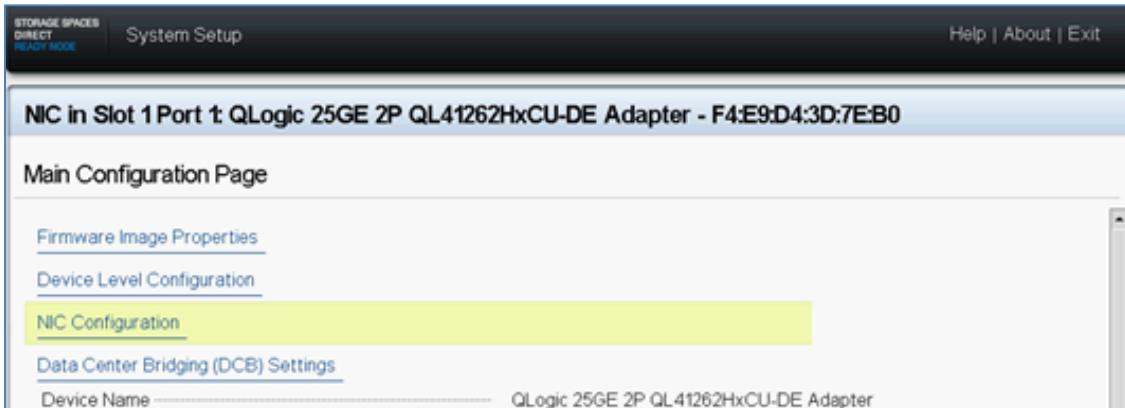 STORAGE SPACES
DIRECT
READY NODE
System Setup
Help | About | Exit
NIC in Slot 1 Port 1: QLogic 25GE 2P QL41262HxCU-DE Adapter - F4:E9:D4:3D:7E:B0
Main Configuration Page
Firmware Image Properties
Device Level Configuration
NIC Configuration
Data Center Bridging (DCB) Settings
Device Name QLogic 25GE 2P QL41262HxCU-DE Adapter